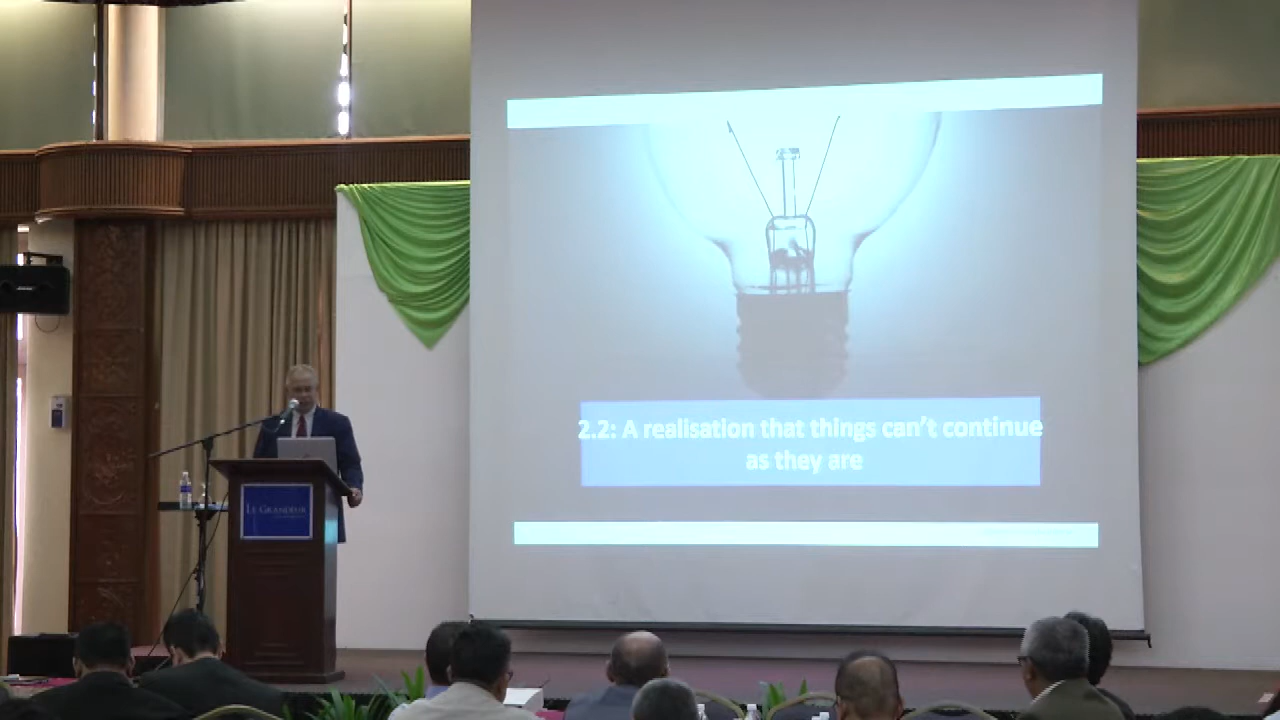 2.2: A realisation that things can't continue
as they are
LE GRANDEUR